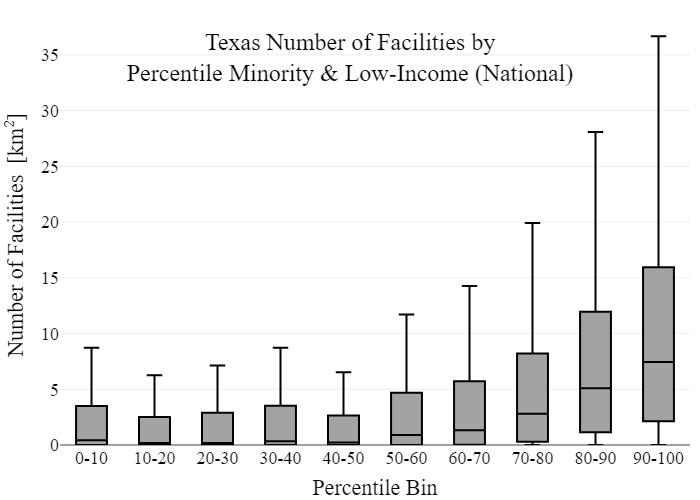 Texas Number of Facilities by
Percentile Minority & Low-Income (National)
Number of Facilities [km²]
35
30
25
20
15
10
5
0
0-10 10-20 20-30 30-40 40-50 50-60 60-70 70-80 80-90 90-100
Percentile Bin